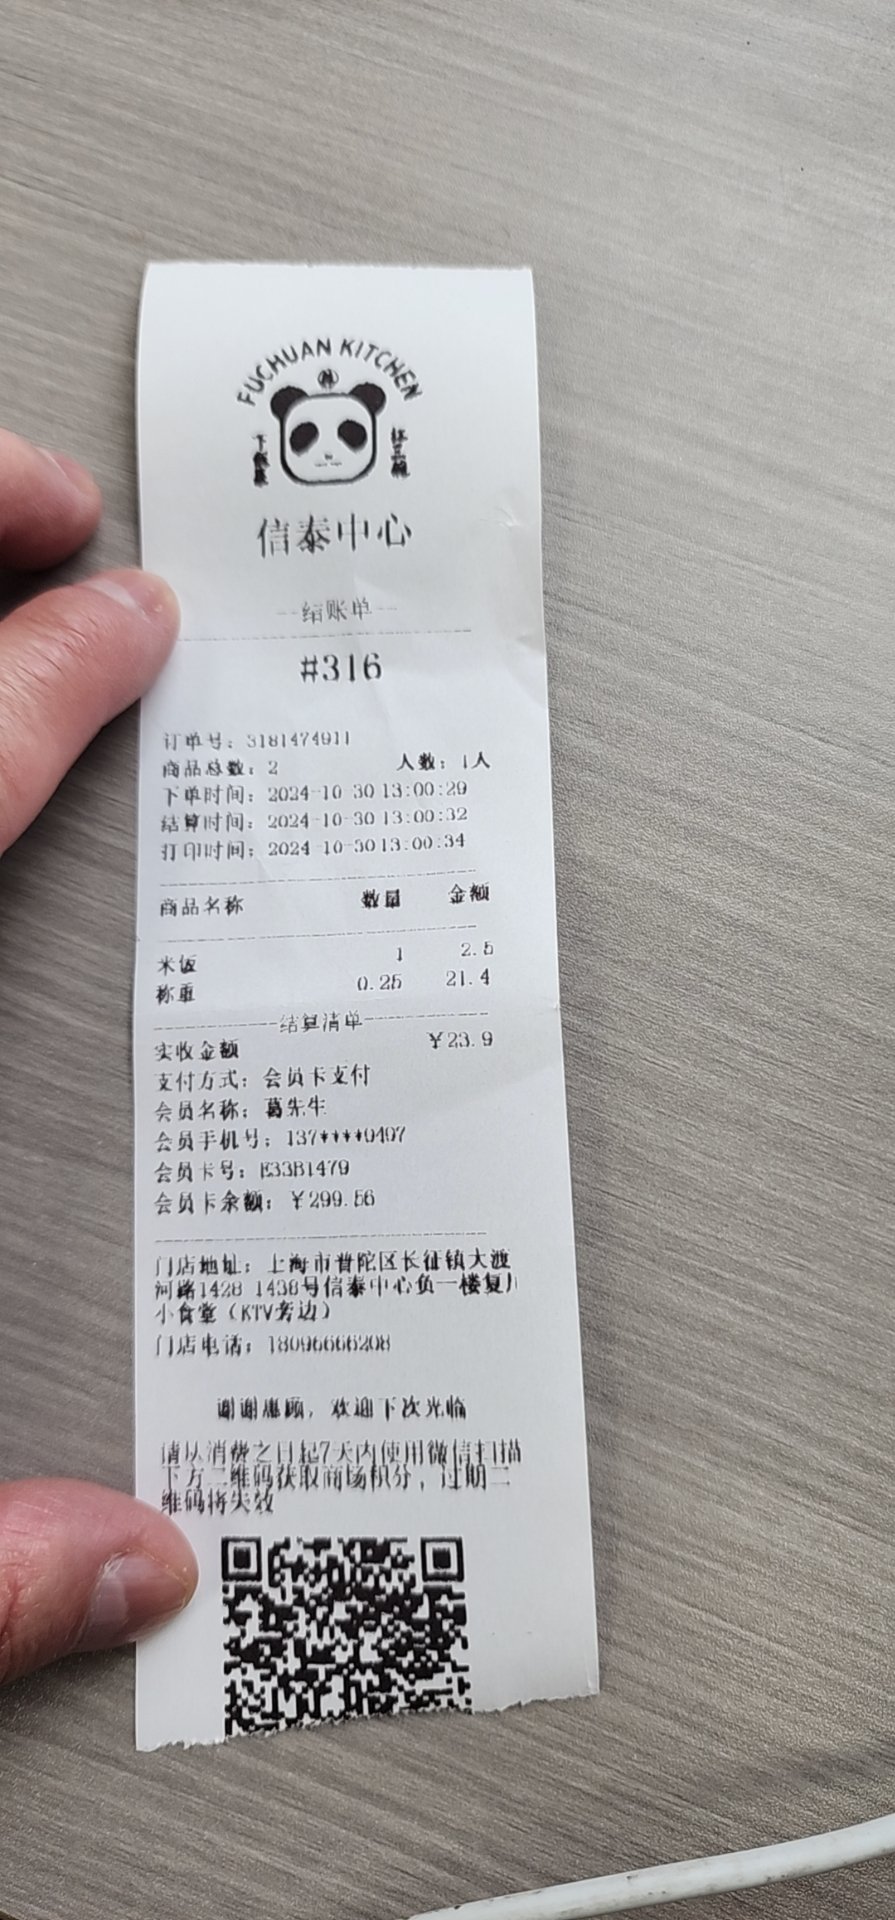 FUCHUAN KITCHEN
信泰中心
--结账单--
#316
订单号：3181474911
商品总数：2 人数：1人
下单时间：2024-10-30 13:00:29
结算时间：2024-10-30 13:00:32
打印时间：2024-10-30 13:00:34
商品名称 数量 金额
米饭 1 2.5
称重 0.25 21.4
结算清单
实收金额 ¥23.9
支付方式：会员卡支付
会员名称：葛先生
会员手机号：137****0497
会员卡号：E33B1479
会员卡余额：¥299.56
门店地址：上海市普陀区长征镇大渡
河路1428-1438号信泰中心负一楼复川
小食堂（KTV旁边）
门店电话：18096666208
谢谢惠顾，欢迎下次光临
请从消费之日起7天内使用微信扫描
下方二维码获取商场积分，过期二
维码将失效